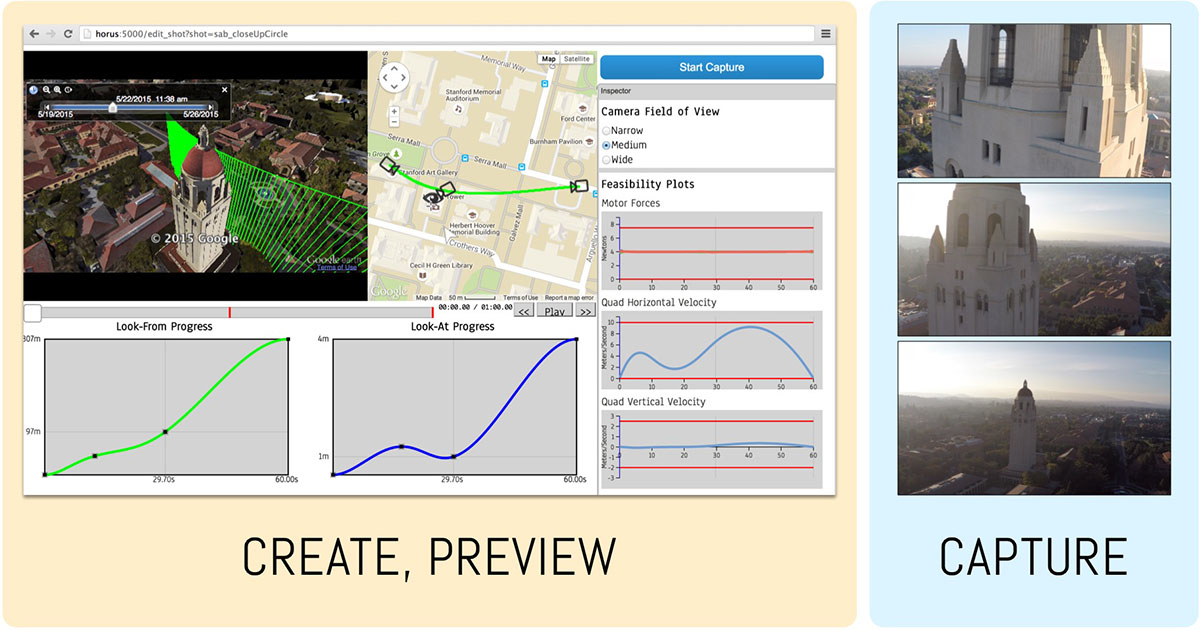 horus:5000/edit_shot?shot=sab_closeUpCircle
5/22/2015 11:38 am
5/19/2015
5/26/2015
© 2015 Google
Google earth
Terms of Use
Map
Satellite
Memorial Way
Stanford Memorial
Auditorium
Ford Center
Burnham Pavilion
Serra Mall
Serra Mall
Stanford Art Gallery
Tower
Herbert Hoover
Memorial Building
Galvez Mall
Crothers Way
Cecil H Green Library
Arguello
Google
Map Data
50 m
Terms of Use
Report a map error
Start Capture
Inspector
Camera Field of View
Narrow
Medium
Wide
Feasibility Plots
Motor Forces
Newtons
8
6
4
2
0
0 10 20 30 40 50 60
Quad Horizontal Velocity
Meters/Second
10
8
6
4
2
0
0 10 20 30 40 50 60
Quad Vertical Velocity
Meters/Second
3
2
1
0
-1
-2
-3
0 10 20 30 40 50 60
00:00.00 / 01:00.00
<<
Play
>>
Look-From Progress
307m
97m
29.70s
60.00s
Look-At Progress
4m
1m
29.70s
60.00s
CREATE, PREVIEW
CAPTURE